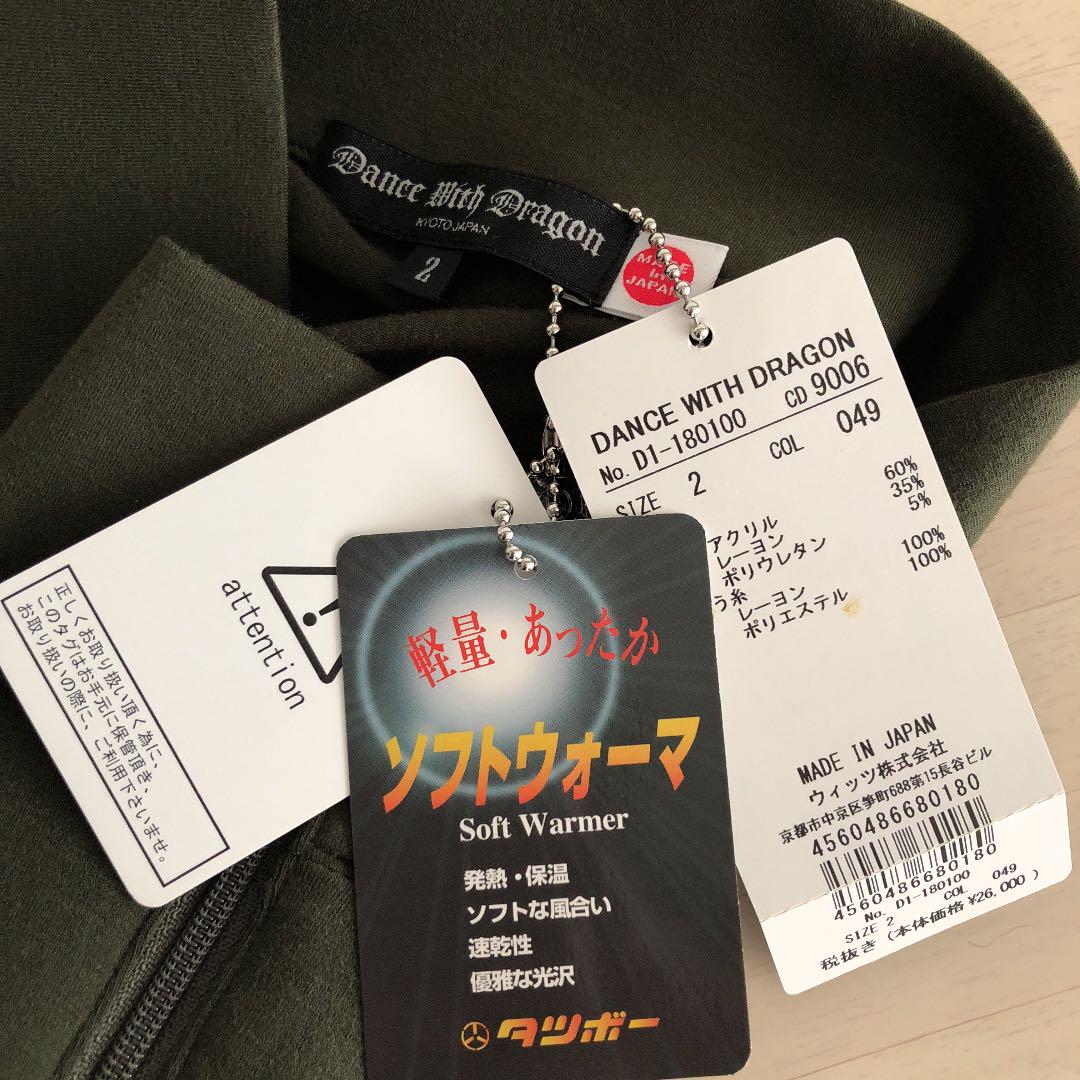 Dance With Dragon
KYOTO JAPAN
2
MADE
in
JAPAN
DANCE WITH DRAGON
No. D1-180100 CD 9006
SIZE 2 COL 049
アクリル 60%
レーヨン 35%
ポリウレタン 5%
う糸
レーヨン 100%
ポリエステル 100%
MADE IN JAPAN
ウィッツ株式会社
京都市中京区笋町688第15長谷ビル
4560486680180
4560486680180
No. D1-180100 COL 049
SIZE 2
税抜き (本体価格 ¥26,000 )
attention
正しくお取り扱い頂く為に、
このタグはお手元に保管頂き、
お取り扱いの際に、ご利用下さいませ。
軽量・あったか
ソフトウォーマ
Soft Warmer
発熱・保温
ソフトな風合い
速乾性
優雅な光沢
タツボー